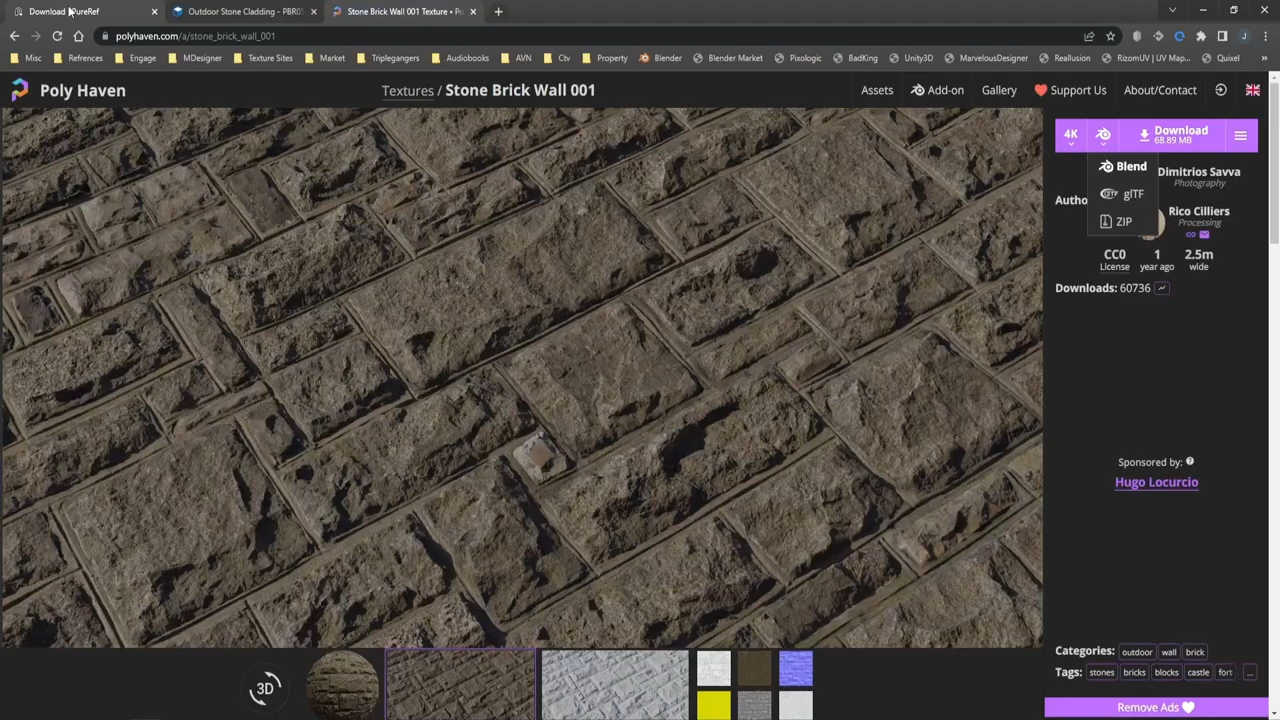 Download PureRef
Outdoor Stone Cladding - PBR05
Stone Brick Wall 001 Texture • Po
polyhaven.com/a/stone_brick_wall_001
Misc
Refrences
Engage
MDesigner
Texture Sites
Market
Triplegangers
Audiobooks
AVN
Ctv
Property
Blender
Blender Market
Pixologic
BadKing
Unity3D
MarvelousDesigner
Reallusion
RizomUV | UV Map...
Quixel
»
J
Poly Haven
Textures / Stone Brick Wall 001
Assets
Add-on
Gallery
Support Us
About/Contact
4K
Download
68.89 MB
Blend
glTF
ZIP
Autho
Dimitrios Savva
Photography
Rico Cilliers
Processing
CC0
License
1
year ago
2.5m
wide
Downloads: 60736
Sponsored by:
Hugo Locurcio
3D
Categories: outdoor wall brick
Tags: stones bricks blocks castle fort ...
Remove Ads